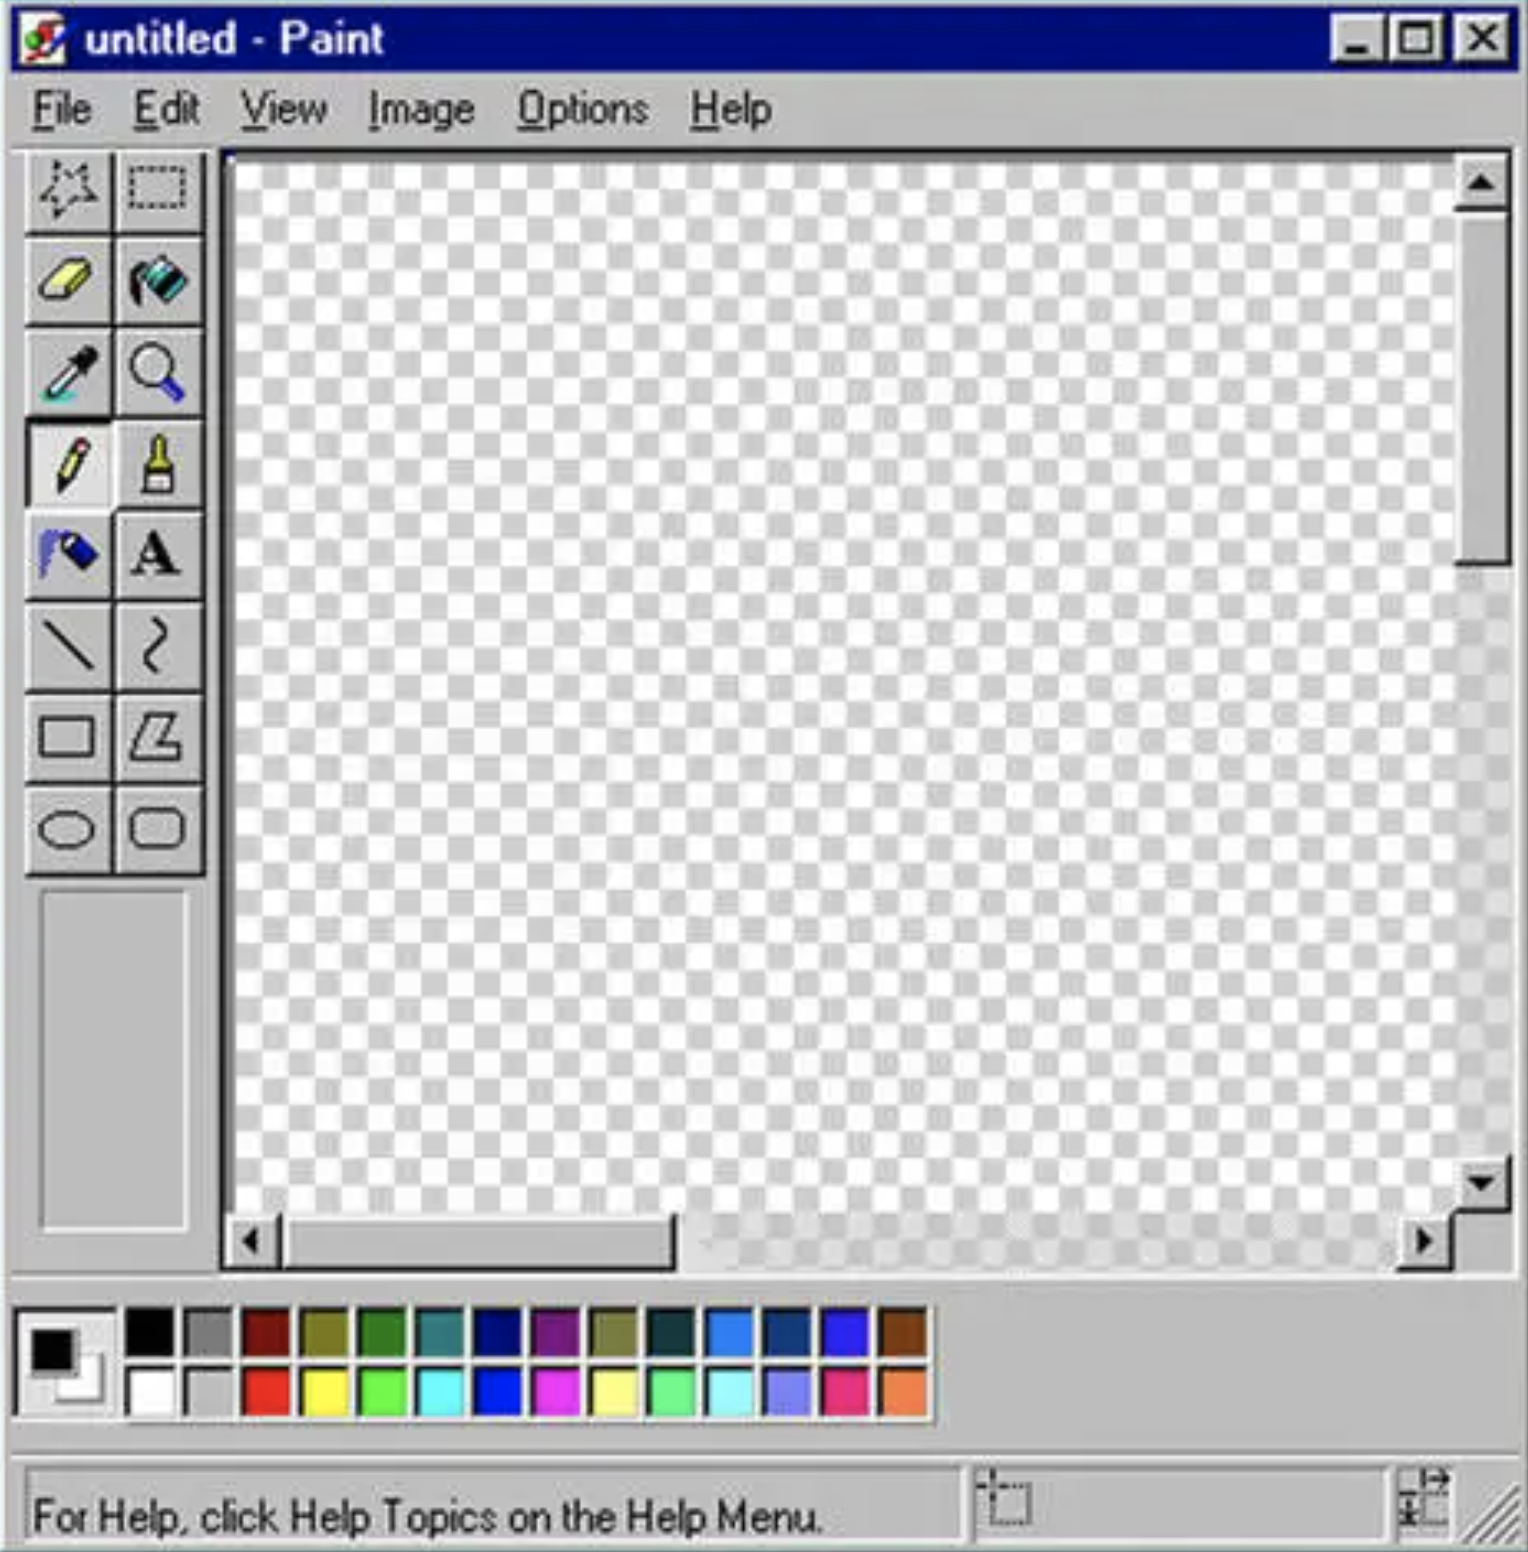 untitled - Paint
File Edit View Image Options Help
A
For Help, click Help Topics on the Help Menu.